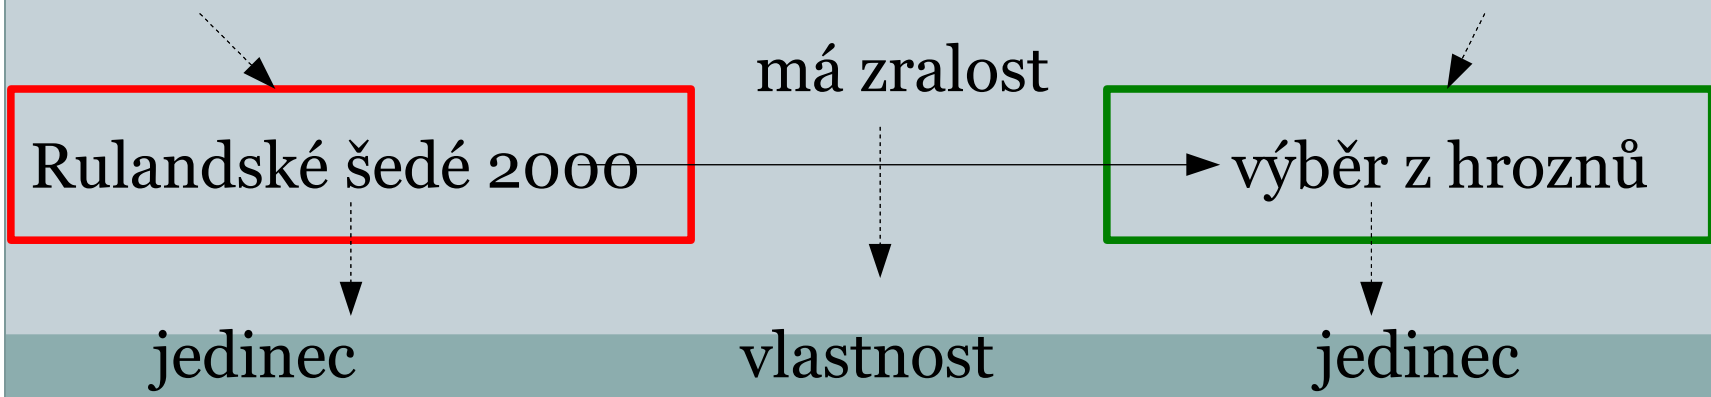 má zralost
Rulandské šedé 2000
výběr z hroznů
jedinec
vlastnost
jedinec